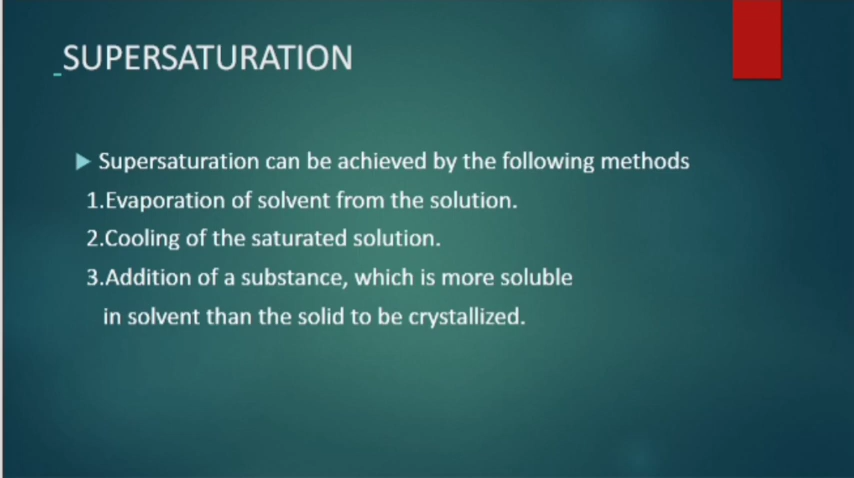 SUPERSATURATION
Supersaturation can be achieved by the following methods
1.Evaporation of solvent from the solution.
2.Cooling of the saturated solution.
3.Addition of a substance, which is more soluble
in solvent than the solid to be crystallized.